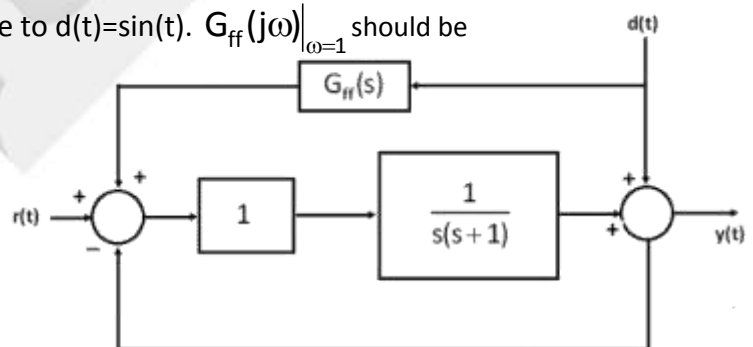 e to d(t)=sin(t). G_ff(jω)|_ω=1 should be
d(t)
G_ff(s)
+
+
+
r(t)
1
1
s(s+1)
+
y(t)
−